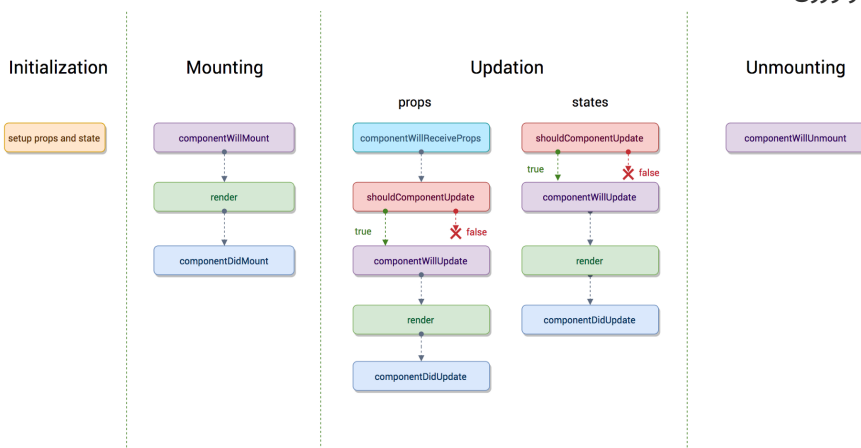 Initialization
setup props and state
Mounting
componentWillMount
render
componentDidMount
Updation
props
componentWillReceiveProps
shouldComponentUpdate
true
false
componentWillUpdate
render
componentDidUpdate
states
shouldComponentUpdate
true
false
componentWillUpdate
render
componentDidUpdate
Unmounting
componentWillUnmount